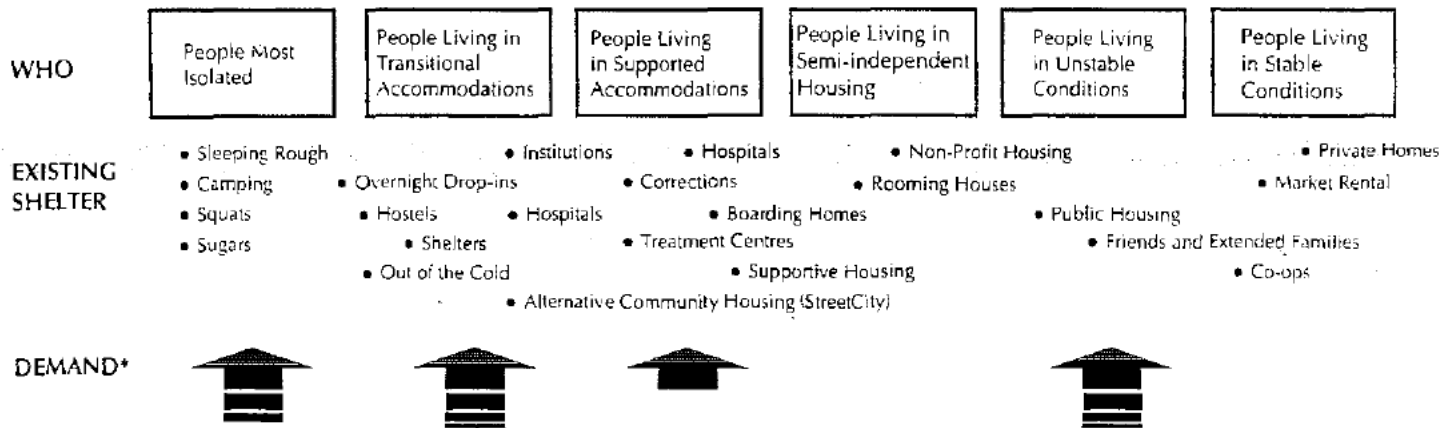 WHO
People Most
Isolated
People Living in
Transitional
Accommodations
People Living
in Supported
Accommodations
People Living in
Semi-independent
Housing
People Living
in Unstable
Conditions
People Living
in Stable
Conditions
EXISTING
SHELTER
• Sleeping Rough • Institutions • Hospitals • Non-Profit Housing • Private Homes
• Camping • Overnight Drop-ins • Corrections • Rooming Houses • Market Rental
• Squats • Hostels • Hospitals • Boarding Homes • Public Housing
• Sugars • Shelters • Treatment Centres • Friends and Extended Families
• Out of the Cold • Supportive Housing • Co-ops
• Alternative Community Housing (StreetCity)
DEMAND*